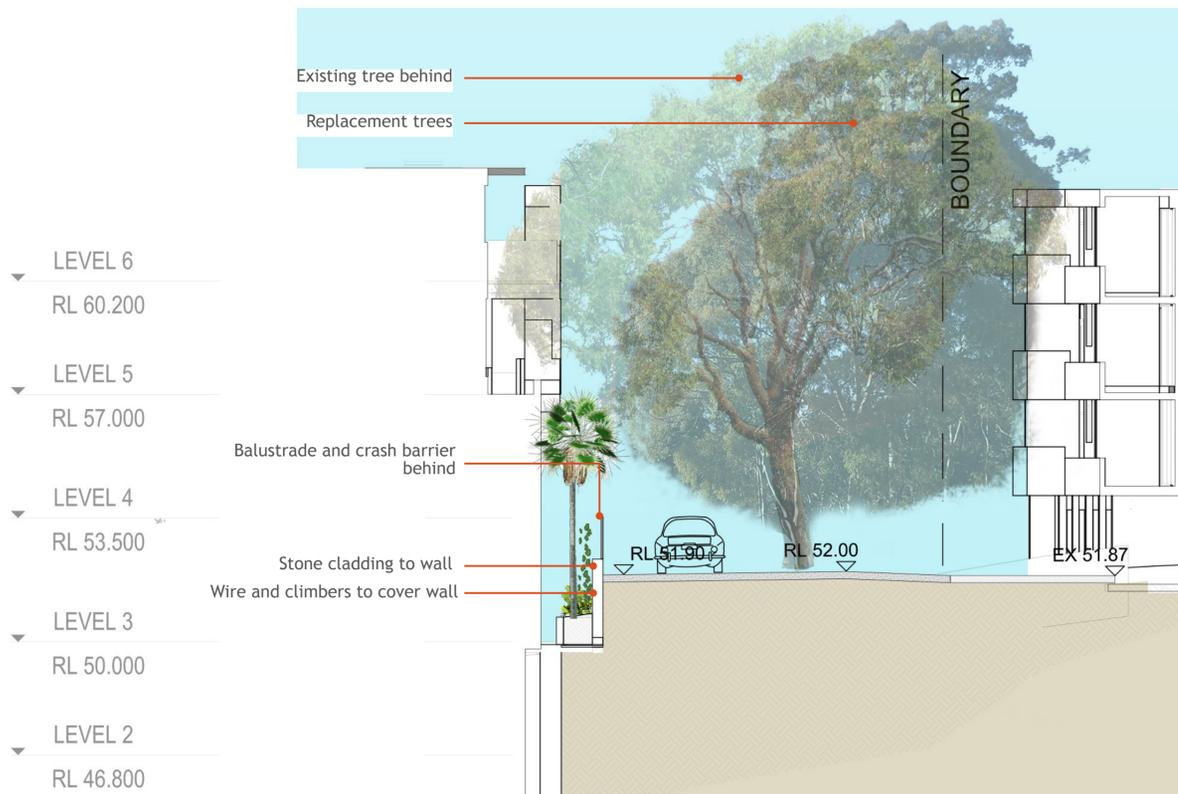 Existing tree behind
Replacement trees
BOUNDARY
LEVEL 6
RL 60.200
LEVEL 5
RL 57.000
Balustrade and crash barrier
behind
LEVEL 4
RL 53.500
RL 51.90
RL 52.00
EX 51.87
Stone cladding to wall
Wire and climbers to cover wall
LEVEL 3
RL 50.000
LEVEL 2
RL 46.800